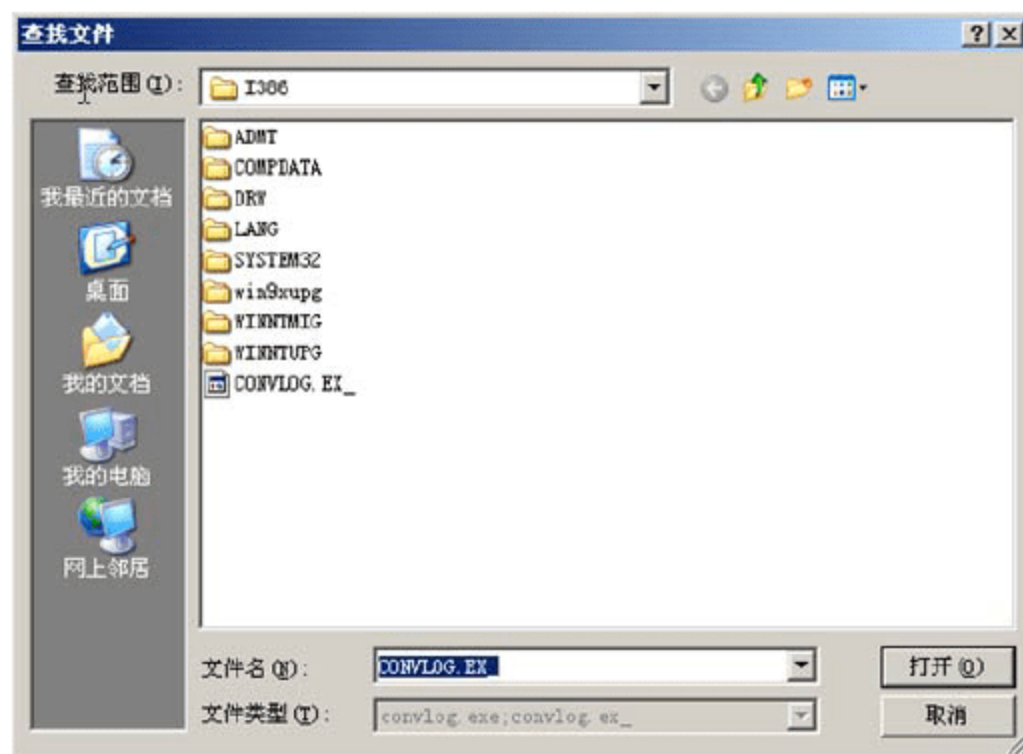 查找文件
查找范围(I):
I386
我最近的文档
桌面
我的文档
我的电脑
网上邻居
ADMT
COMPDATA
DRW
LANG
SYSTEM32
win9xupg
WINNTMIG
WINNTUPG
CONVLOG.EX_
文件名(N):
CONVLOG.EX_
打开(O)
文件类型(T):
convlog.exe;convlog.ex_
取消